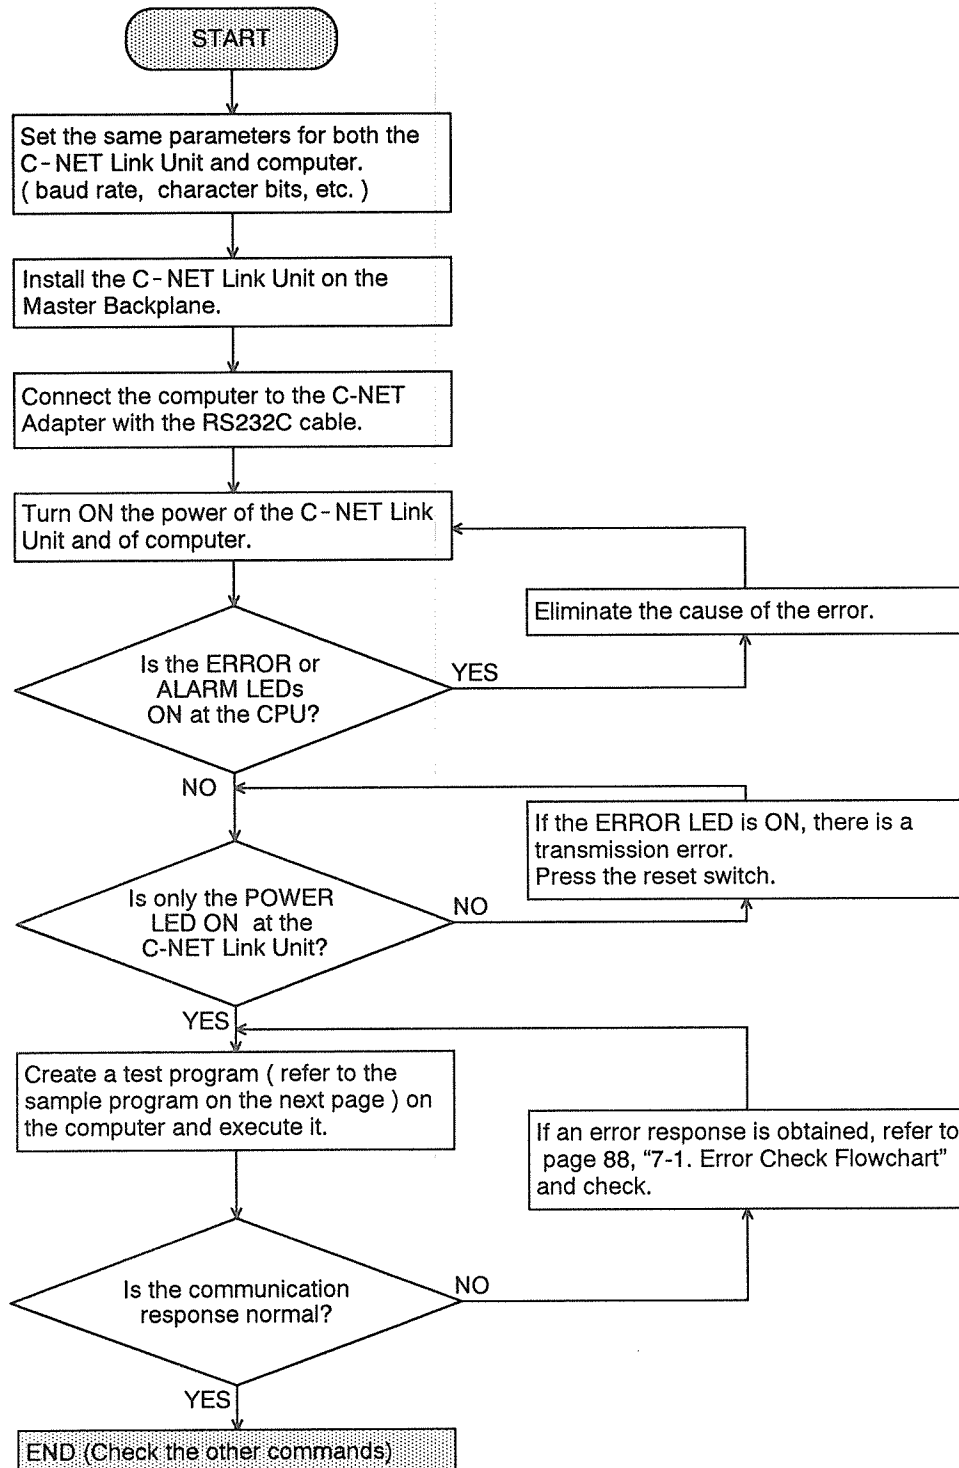 START
Set the same parameters for both the
C-NET Link Unit and computer.
( baud rate, character bits, etc. )
Install the C-NET Link Unit on the
Master Backplane.
Connect the computer to the C-NET
Adapter with the RS232C cable.
Turn ON the power of the C-NET Link
Unit and of computer.
Eliminate the cause of the error.
Is the ERROR or
ALARM LEDs
ON at the CPU?
YES
NO
If the ERROR LED is ON, there is a
transmission error.
Press the reset switch.
Is only the POWER
LED ON at the
C-NET Link Unit?
NO
YES
Create a test program ( refer to the
sample program on the next page ) on
the computer and execute it.
If an error response is obtained, refer to
page 88, “7-1. Error Check Flowchart”
and check.
Is the communication
response normal?
NO
YES
END (Check the other commands)